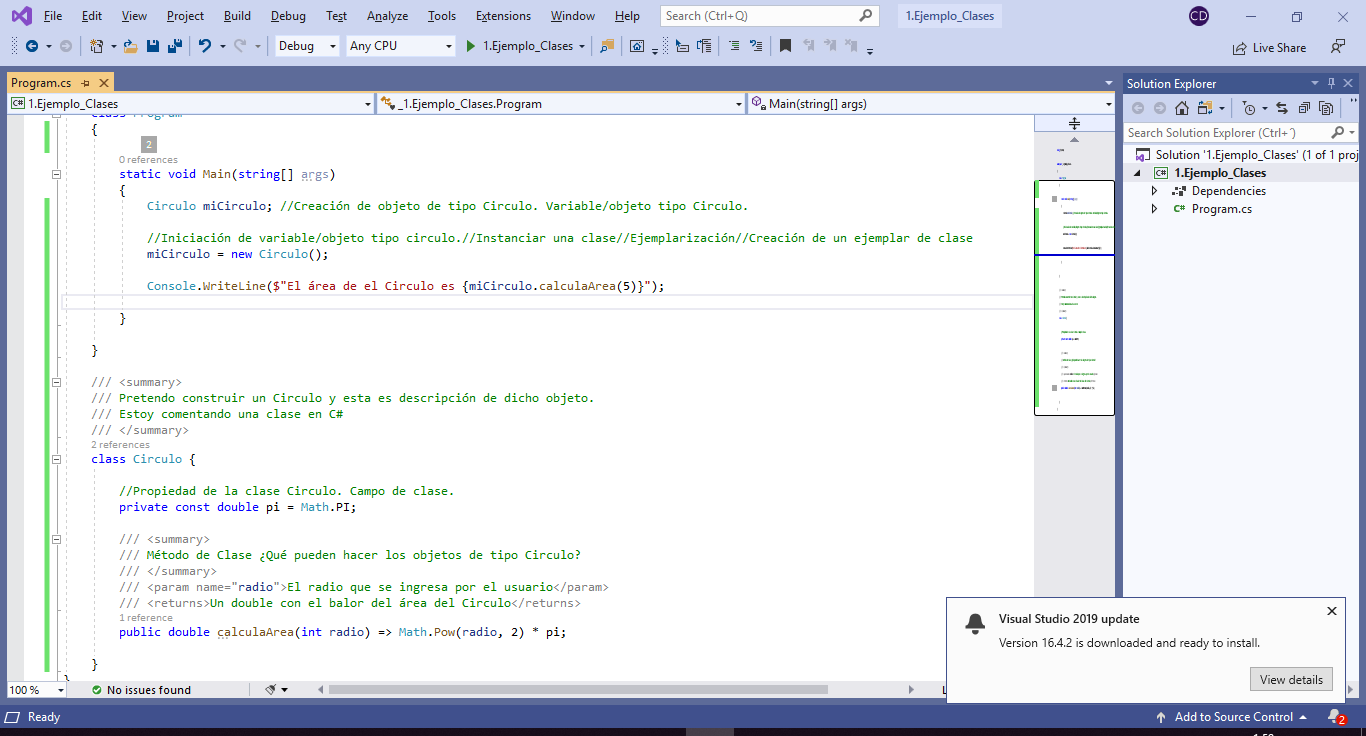 File Edit View Project Build Debug Test Analyze Tools Extensions Window Help Search (Ctrl+Q) 1.Ejemplo_Clases CD
Debug Any CPU 1.Ejemplo_Clases Live Share
Program.cs
1.Ejemplo_Clases _1.Ejemplo_Clases.Program Main(string[] args)
class Program
{
2
0 references
static void Main(string[] args)
{
Circulo miCirculo; //Creación de objeto de tipo Circulo. Variable/objeto tipo Circulo.
//Iniciación de variable/objeto tipo circulo.//Instanciar una clase//Ejemplarización//Creación de un ejemplar de clase
miCirculo = new Circulo();
Console.WriteLine($"El área de el Circulo es {miCirculo.calculaArea(5)}");
}
}
/// <summary>
/// Pretendo construir un Circulo y esta es descripción de dicho objeto.
/// Estoy comentando una clase en C#
/// </summary>
2 references
class Circulo {
//Propiedad de la clase Circulo. Campo de clase.
private const double pi = Math.PI;
/// <summary>
/// Método de Clase ¿Qué pueden hacer los objetos de tipo Circulo?
/// </summary>
/// <param name="radio">El radio que se ingresa por el usuario</param>
/// <returns>Un double con el balor del área del Circulo</returns>
1 reference
public double calculaArea(int radio) => Math.Pow(radio, 2) * pi;
}
}
Solution Explorer
Search Solution Explorer (Ctrl+´)
Solution '1.Ejemplo_Clases' (1 of 1 proj
C# 1.Ejemplo_Clases
Dependencies
C# Program.cs
Visual Studio 2019 update
Version 16.4.2 is downloaded and ready to install.
View details
100 % No issues found
Ready Add to Source Control 2